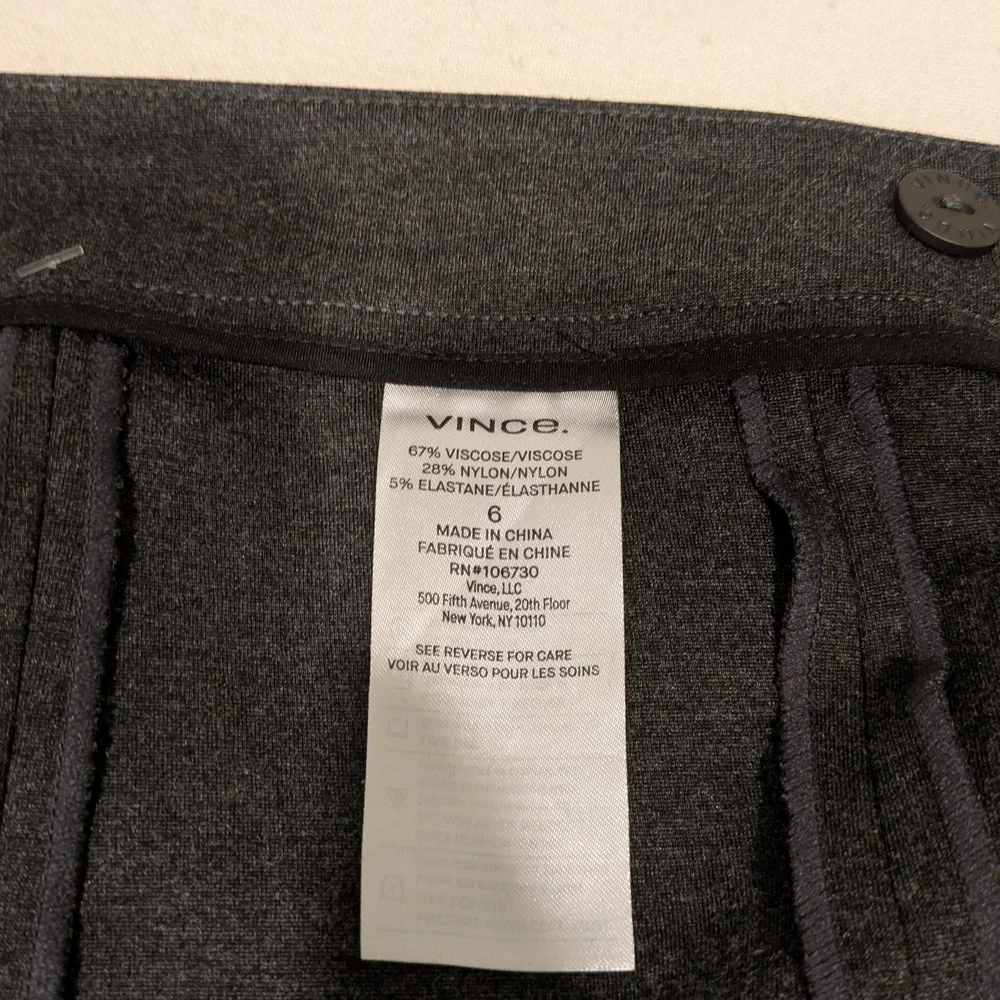 VINCE
VINCE.
67% VISCOSE/VISCOSE
28% NYLON/NYLON
5% ELASTANE/ÉLASTHANNE
6
MADE IN CHINA
FABRIQUÉ EN CHINE
RN#106730
Vince, LLC
500 Fifth Avenue, 20th Floor
New York, NY 10110
SEE REVERSE FOR CARE
VOIR AU VERSO POUR LES SOINS